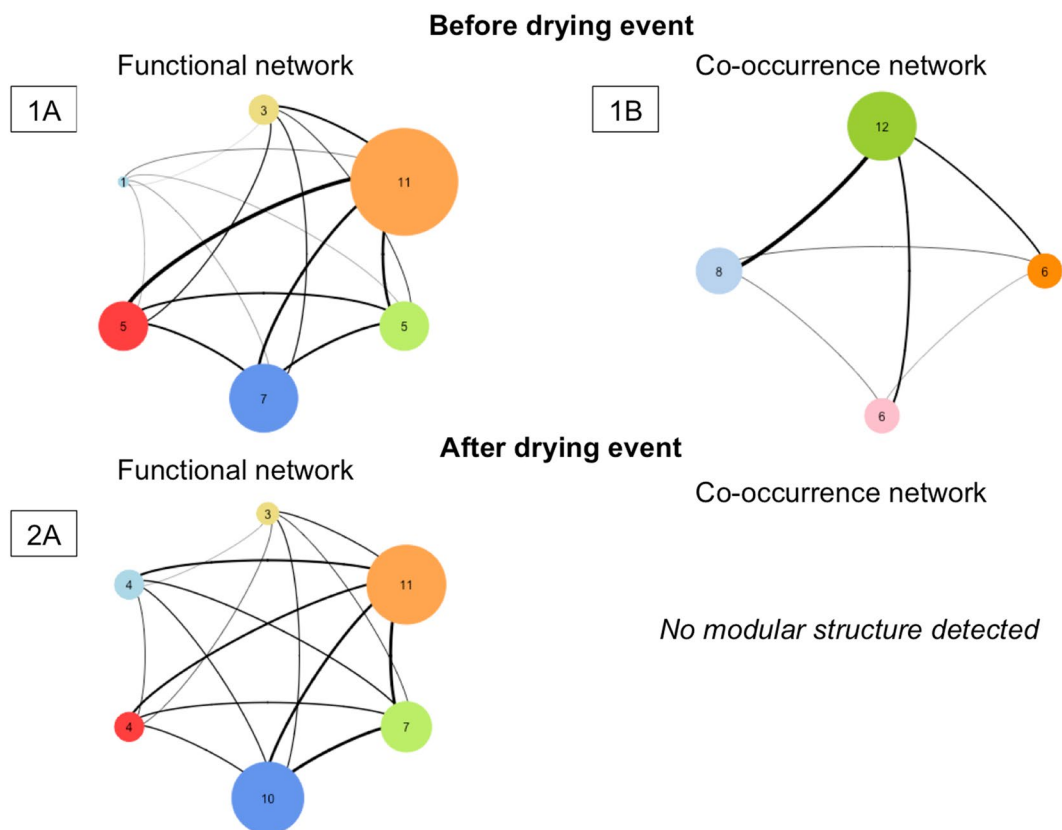 Before drying event
Functional network
Co-occurrence network
1A
1B
3
12
1
11
8
6
5
5
7
6
After drying event
Functional network
Co-occurrence network
2A
3
4
11
No modular structure detected
4
7
10